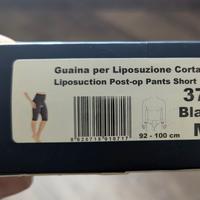 Guaina per Liposuzione Corta
Liposuction Post-op Pants Short
37
Bla
92 - 100 cm
M